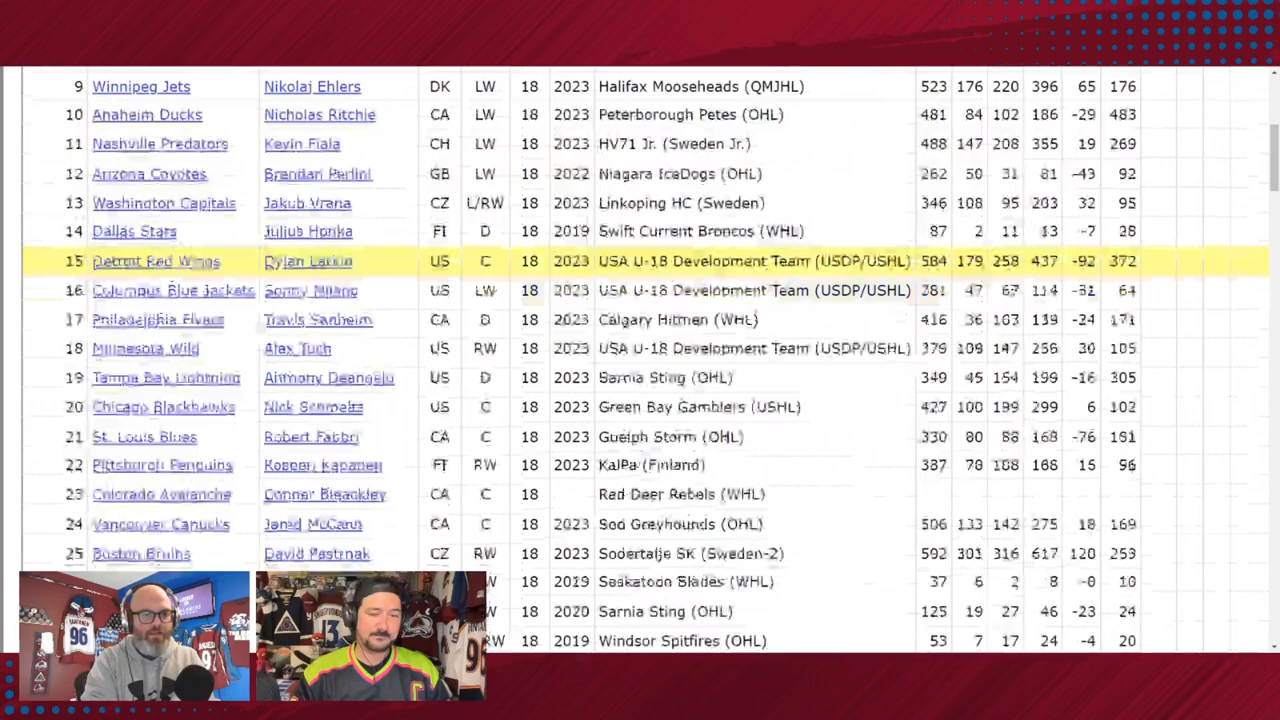 9 Winnipeg Jets Nikolaj Ehlers DK LW 18 2023 Halifax Mooseheads (QMJHL) 523 176 220 396 65 176
10 Anaheim Ducks Nicholas Ritchie CA LW 18 2023 Peterborough Petes (OHL) 481 84 102 186 -29 483
11 Nashville Predators Kevin Fiala CH LW 18 2023 HV71 Jr. (Sweden Jr.) 488 147 208 355 19 269
12 Arizona Coyotes Brendan Perlini GB LW 18 2022 Niagara IceDogs (OHL) 262 50 31 81 -43 92
13 Washington Capitals Jakub Vrana CZ L/RW 18 2023 Linkoping HC (Sweden) 346 108 95 203 32 95
14 Dallas Stars Julius Honka FI D 18 2019 Swift Current Broncos (WHL) 87 2 11 13 -7 28
15 Detroit Red Wings Dylan Larkin US C 18 2023 USA U-18 Development Team (USDP/USHL) 584 179 258 437 -92 372
16 Columbus Blue Jackets Sonny Milano US LW 18 2023 USA U-18 Development Team (USDP/USHL) 47 67 114 -31 64
17 Philadelphia Flyers Travis Sanheim CA D 18 2023 Calgary Hitmen (WHL) 416 36 -24 171
18 Minnesota Wild Alex Tuch US RW 18 2023 USA U-18 Development Team (USDP/USHL) 379 109 147 256 30 105
19 Tampa Bay Lightning Anthony Deangelo US D 18 2023 Sarnia Sting (OHL) 349 45 154 199 -16 305
20 Chicago Blackhawks Nick Schmaltz US C 18 2023 Green Bay Gamblers (USHL) 427 100 199 299 6 102
21 St. Louis Blues Robert Fabbri CA C 18 2023 Guelph Storm (OHL) 330 80 88 168 -76 191
22 Pittsburgh Penguins Kasperi Kapanen FI RW 18 2023 KalPa (Finland) 15 56
23 Colorado Avalanche Conner Bleackley CA C 18 Red Deer Rebels (WHL)
24 Vancouver Canucks Jared McCann CA C 18 2023 Soo Greyhounds (OHL) 506 133 142 275 18 169
25 Boston Bruins David Pastrnak CZ RW 18 2023 Sodertalje SK (Sweden-2) 592 301 316 617 120 253
18 2019 Saskatoon Blades (WHL) 37 6 2 8 10
18 2020 Sarnia Sting (OHL) 125 19 27 46 -23 24
RW 18 2019 Windsor Spitfires (OHL) 53 7 17 24 -4 20
96
13
96